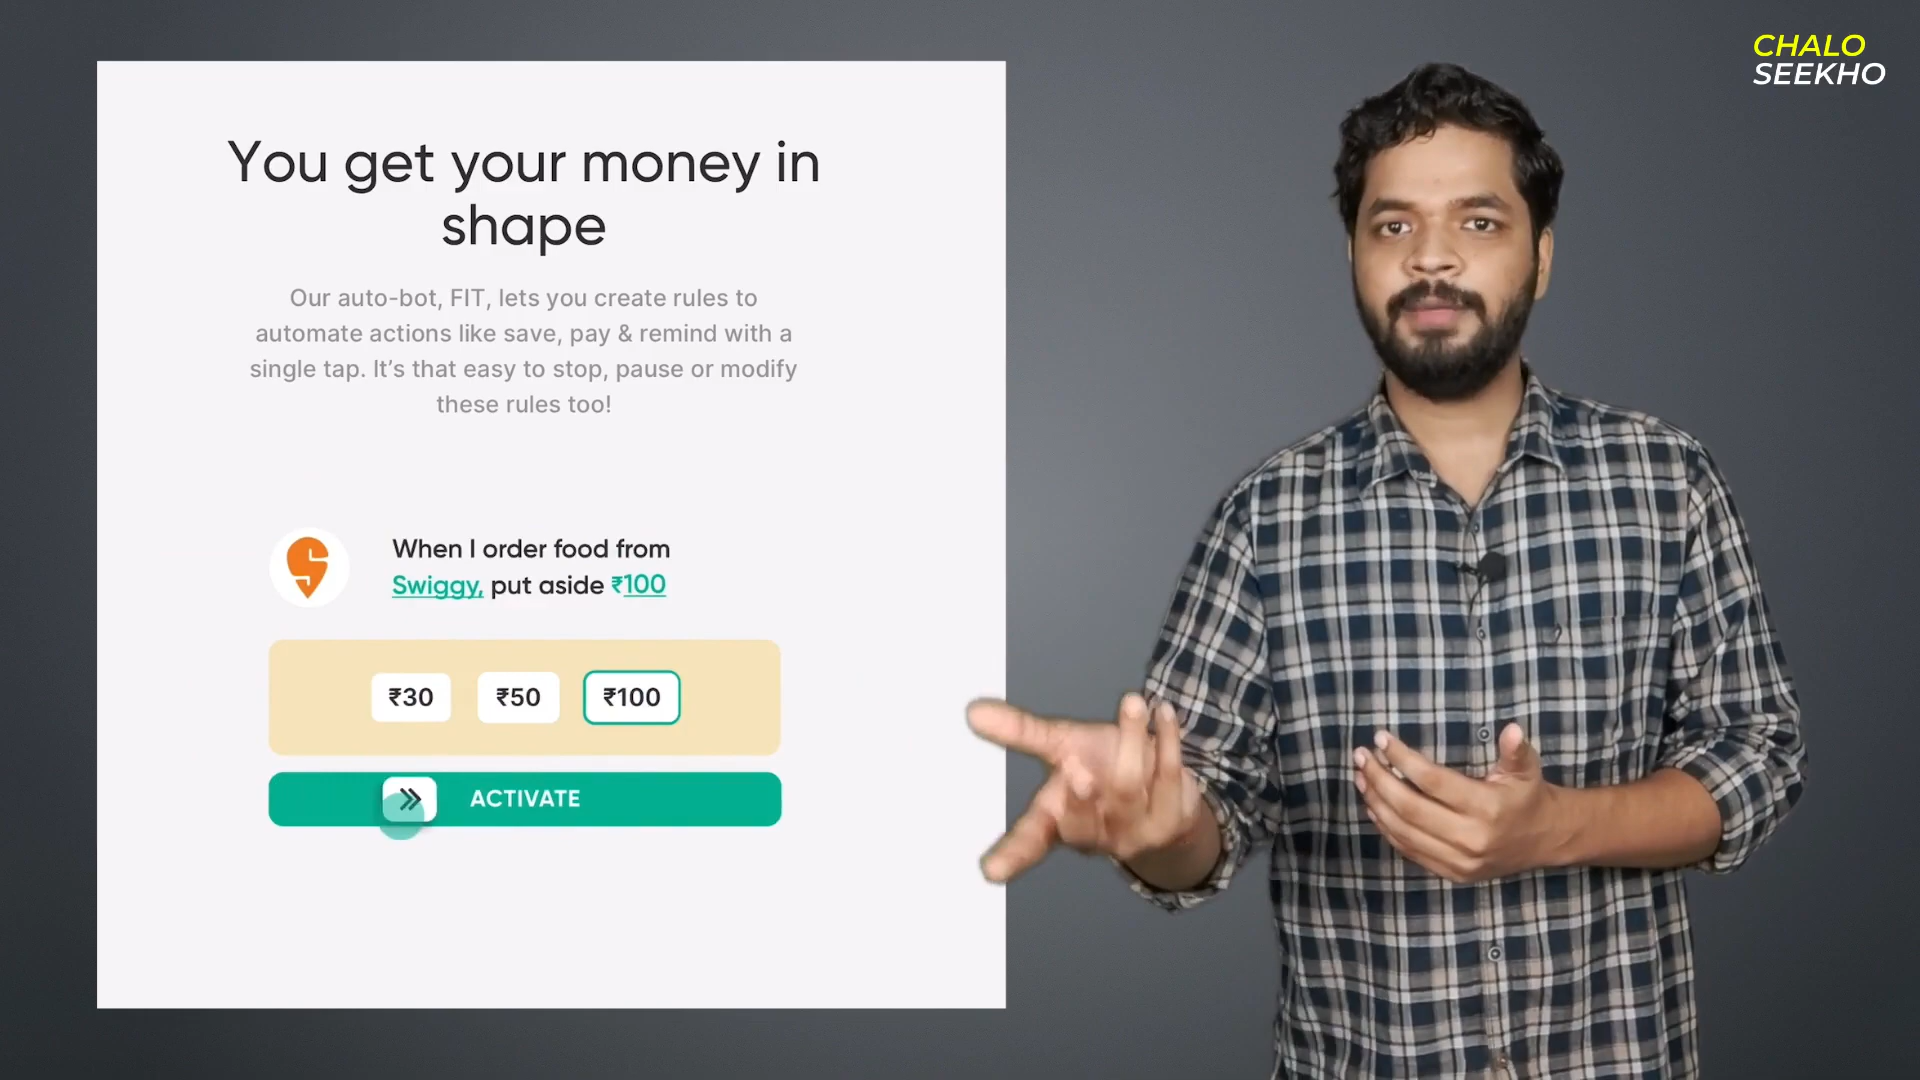 CHALO
SEEKHO
You get your money in
shape
Our auto-bot, FIT, lets you create rules to
automate actions like save, pay & remind with a
single tap. It’s that easy to stop, pause or modify
these rules too!
When I order food from
Swiggy, put aside ₹100
₹30 ₹50 ₹100
ACTIVATE